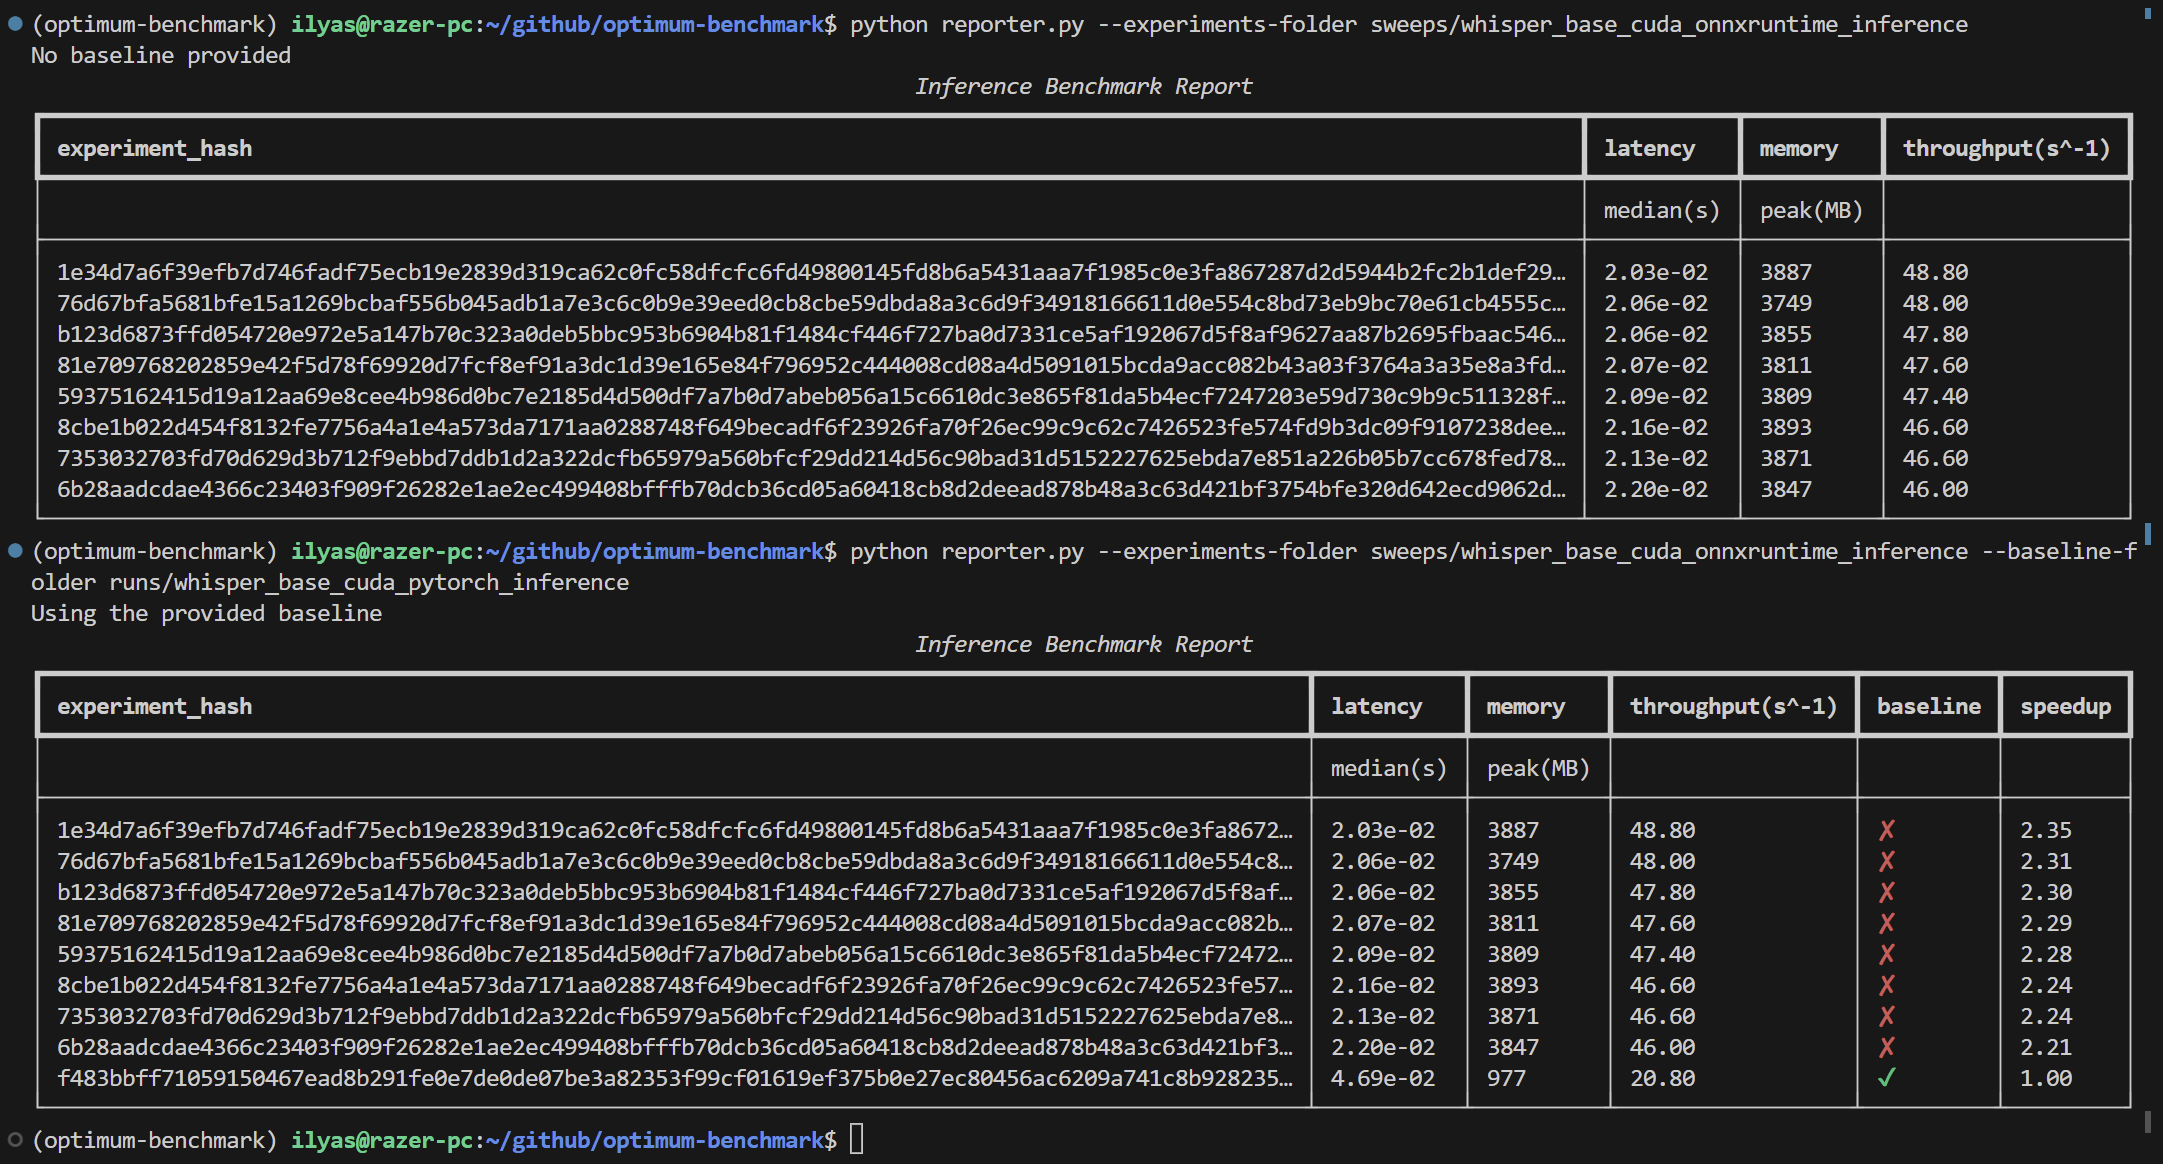 (optimum-benchmark) ilyas@razer-pc:~/github/optimum-benchmark$ python reporter.py --experiments-folder sweeps/whisper_base_cuda_onnxruntime_inference
No baseline provided
Inference Benchmark Report
experiment_hash latency memory throughput(s^-1)
median(s) peak(MB)
1e34d7a6f39efb7d746fadf75ecb19e2839d319ca62c0fc58dfcfc6fd49800145fd8b6a5431aaa7f1985c0e3fa867287d2d5944b2fc2b1def29… 2.03e-02 3887 48.80
76d67bfa5681bfe15a1269bcbaf556b045adb1a7e3c6c0b9e39eed0cb8cbe59dbda8a3c6d9f34918166611d0e554c8bd73eb9bc70e61cb4555c… 2.06e-02 3749 48.00
b123d6873ffd054720e972e5a147b70c323a0deb5bbc953b6904b81f1484cf446f727ba0d7331ce5af192067d5f8af9627aa87b2695fbaac546… 2.06e-02 3855 47.80
81e709768202859e42f5d78f69920d7fcf8ef91a3dc1d39e165e84f796952c444008cd08a4d5091015bcda9acc082b43a03f3764a3a35e8a3fd… 2.07e-02 3811 47.60
59375162415d19a12aa69e8cee4b986d0bc7e2185d4d500df7a7b0d7abeb056a15c6610dc3e865f81da5b4ecf7247203e59d730c9b9c511328f… 2.09e-02 3809 47.40
8cbe1b022d454f8132fe7756a4a1e4a573da7171aa0288748f649becadf6f23926fa70f26ec99c9c62c7426523fe574fd9b3dc09f9107238dee… 2.16e-02 3893 46.60
7353032703fd70d629d3b712f9ebbd7ddb1d2a322dcfb65979a560bfcf29dd214d56c90bad31d5152227625ebda7e851a226b05b7cc678fed78… 2.13e-02 3871 46.60
6b28aadcdae4366c23403f909f26282e1ae2ec499408bfffb70dcb36cd05a60418cb8d2deead878b48a3c63d421bf3754bfe320d642ecd9062d… 2.20e-02 3847 46.00
(optimum-benchmark) ilyas@razer-pc:~/github/optimum-benchmark$ python reporter.py --experiments-folder sweeps/whisper_base_cuda_onnxruntime_inference --baseline-f
older runs/whisper_base_cuda_pytorch_inference
Using the provided baseline
Inference Benchmark Report
experiment_hash latency memory throughput(s^-1) baseline speedup
median(s) peak(MB)
1e34d7a6f39efb7d746fadf75ecb19e2839d319ca62c0fc58dfcfc6fd49800145fd8b6a5431aaa7f1985c0e3fa8672… 2.03e-02 3887 48.80 ✗ 2.35
76d67bfa5681bfe15a1269bcbaf556b045adb1a7e3c6c0b9e39eed0cb8cbe59dbda8a3c6d9f34918166611d0e554c8… 2.06e-02 3749 48.00 ✗ 2.31
b123d6873ffd054720e972e5a147b70c323a0deb5bbc953b6904b81f1484cf446f727ba0d7331ce5af192067d5f8af… 2.06e-02 3855 47.80 ✗ 2.30
81e709768202859e42f5d78f69920d7fcf8ef91a3dc1d39e165e84f796952c444008cd08a4d5091015bcda9acc082b… 2.07e-02 3811 47.60 ✗ 2.29
59375162415d19a12aa69e8cee4b986d0bc7e2185d4d500df7a7b0d7abeb056a15c6610dc3e865f81da5b4ecf72472… 2.09e-02 3809 47.40 ✗ 2.28
8cbe1b022d454f8132fe7756a4a1e4a573da7171aa0288748f649becadf6f23926fa70f26ec99c9c62c7426523fe57… 2.16e-02 3893 46.60 ✗ 2.24
7353032703fd70d629d3b712f9ebbd7ddb1d2a322dcfb65979a560bfcf29dd214d56c90bad31d5152227625ebda7e8… 2.13e-02 3871 46.60 ✗ 2.24
6b28aadcdae4366c23403f909f26282e1ae2ec499408bfffb70dcb36cd05a60418cb8d2deead878b48a3c63d421bf3… 2.20e-02 3847 46.00 ✗ 2.21
f483bbff71059150467ead8b291fe0e7de0de07be3a82353f99cf01619ef375b0e27ec80456ac6209a741c8b928235… 4.69e-02 977 20.80 ✓ 1.00
(optimum-benchmark) ilyas@razer-pc:~/github/optimum-benchmark$